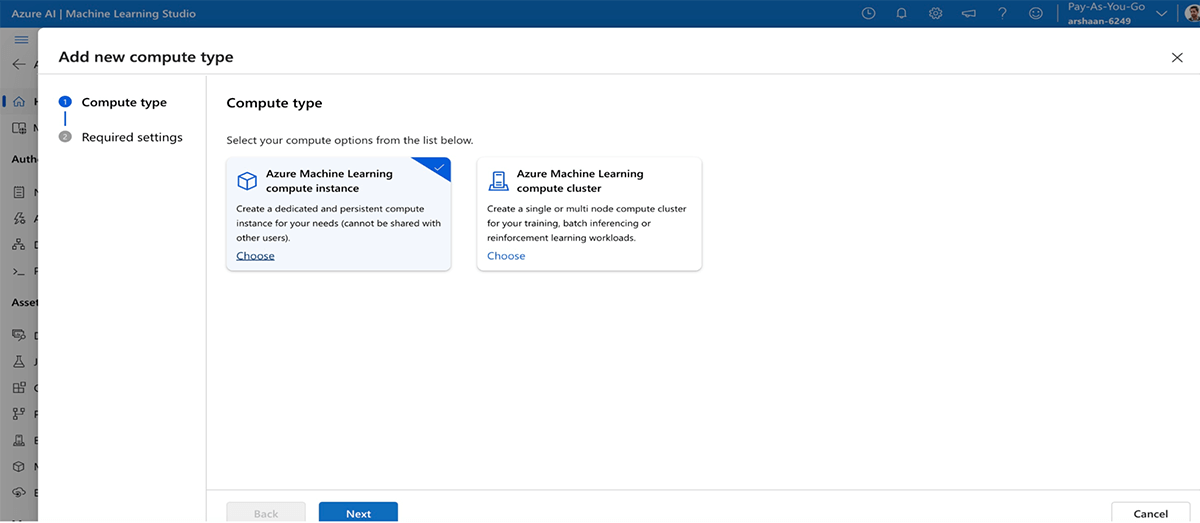 Azure AI | Machine Learning Studio
Pay-As-You-Go
arshaan-6249
Add new compute type
1 Compute type
2 Required settings
Auth
Asset
Compute type
Select your compute options from the list below.
Azure Machine Learning
compute instance
Create a dedicated and persistent compute
instance for your needs (cannot be shared with
other users).
Choose
Azure Machine Learning
compute cluster
Create a single or multi node compute cluster
for your training, batch inferencing or
reinforcement learning workloads.
Choose
Back
Next
Cancel